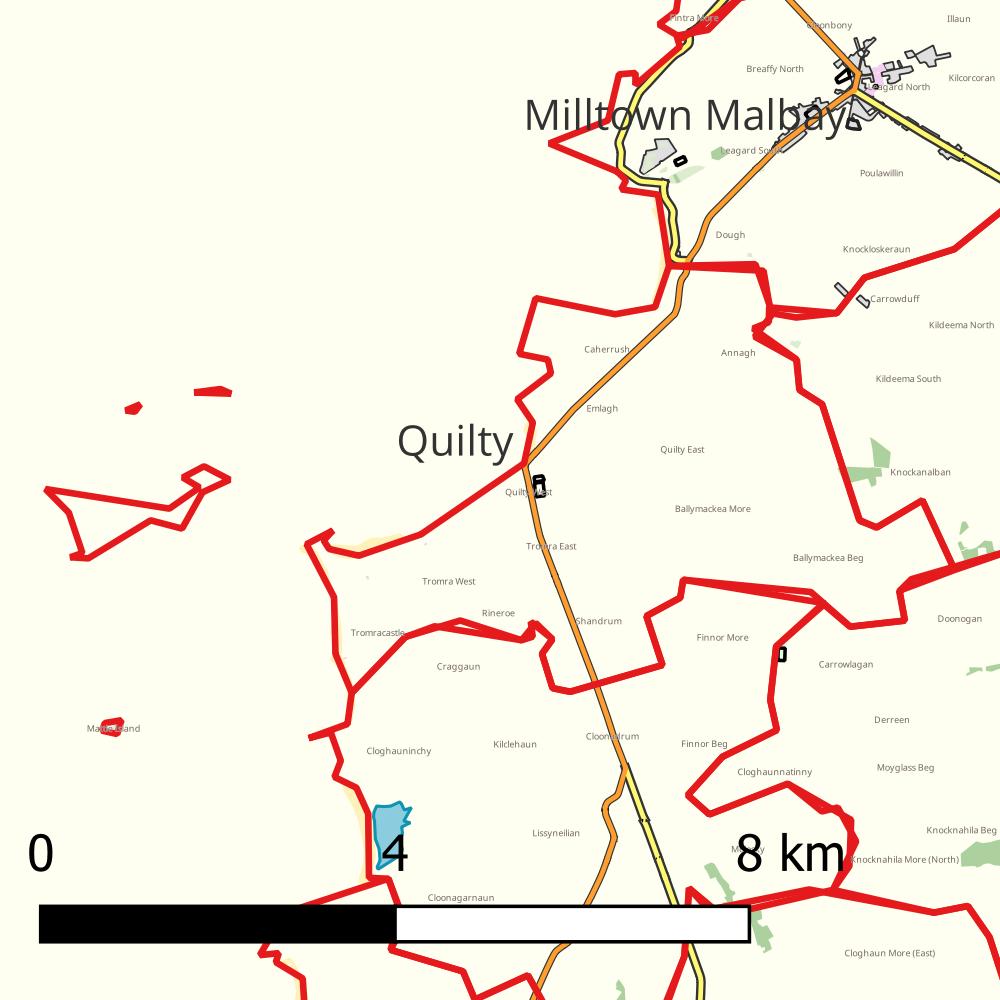 Fintra More
Illaun
Clonbony
Breaffy North
Kilcorcoran
Leagard North
Milltown Malbay
Leagard South
Poulawillin
Dough
Knockloskeraun
Carrowduff
Kildeema North
Caherrush
Annagh
Kildeema South
Emlagh
Quilty
Quilty East
Knockanalban
Quilty West
Ballymackea More
Tromra East
Ballymackea Beg
Tromra West
Rineroe
Shandrum
Doonogan
Tromracastle
Finnor More
Craggaun
Carrowlagan
Derreen
Mattle Island
Cloonadrum
Kilclehaun
Finnor Beg
Cloghauninchy
Cloghaunnatinny
Moyglass Beg
Lissyneilian
Knocknahila Beg
0
4
8 km
Knocknahila More (North)
Cloonagarnaun
Cloghaun More (East)